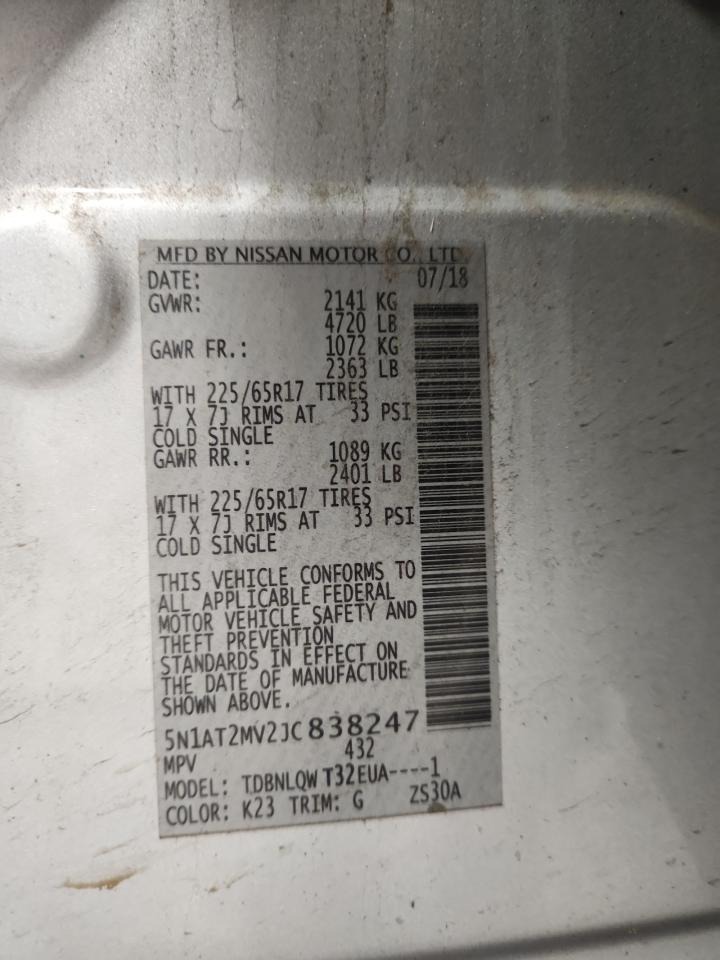 MFD BY NISSAN MOTOR CO., LTD.
DATE: 07/18
GVWR: 2141 KG
4720 LB
GAWR FR.: 1072 KG
2363 LB
WITH 225/65R17 TIRES
17 X 7J RIMS AT 33 PSI
COLD SINGLE
GAWR RR.: 1089 KG
2401 LB
WITH 225/65R17 TIRES
17 X 7J RIMS AT 33 PSI
COLD SINGLE
THIS VEHICLE CONFORMS TO
ALL APPLICABLE FEDERAL
MOTOR VEHICLE SAFETY AND
THEFT PREVENTION
STANDARDS IN EFFECT ON
THE DATE OF MANUFACTURE
SHOWN ABOVE.
5N1AT2MV2JC838247
MPV 432
MODEL: TDBNLQW T32EUA----1
COLOR: K23 TRIM: G ZS30A